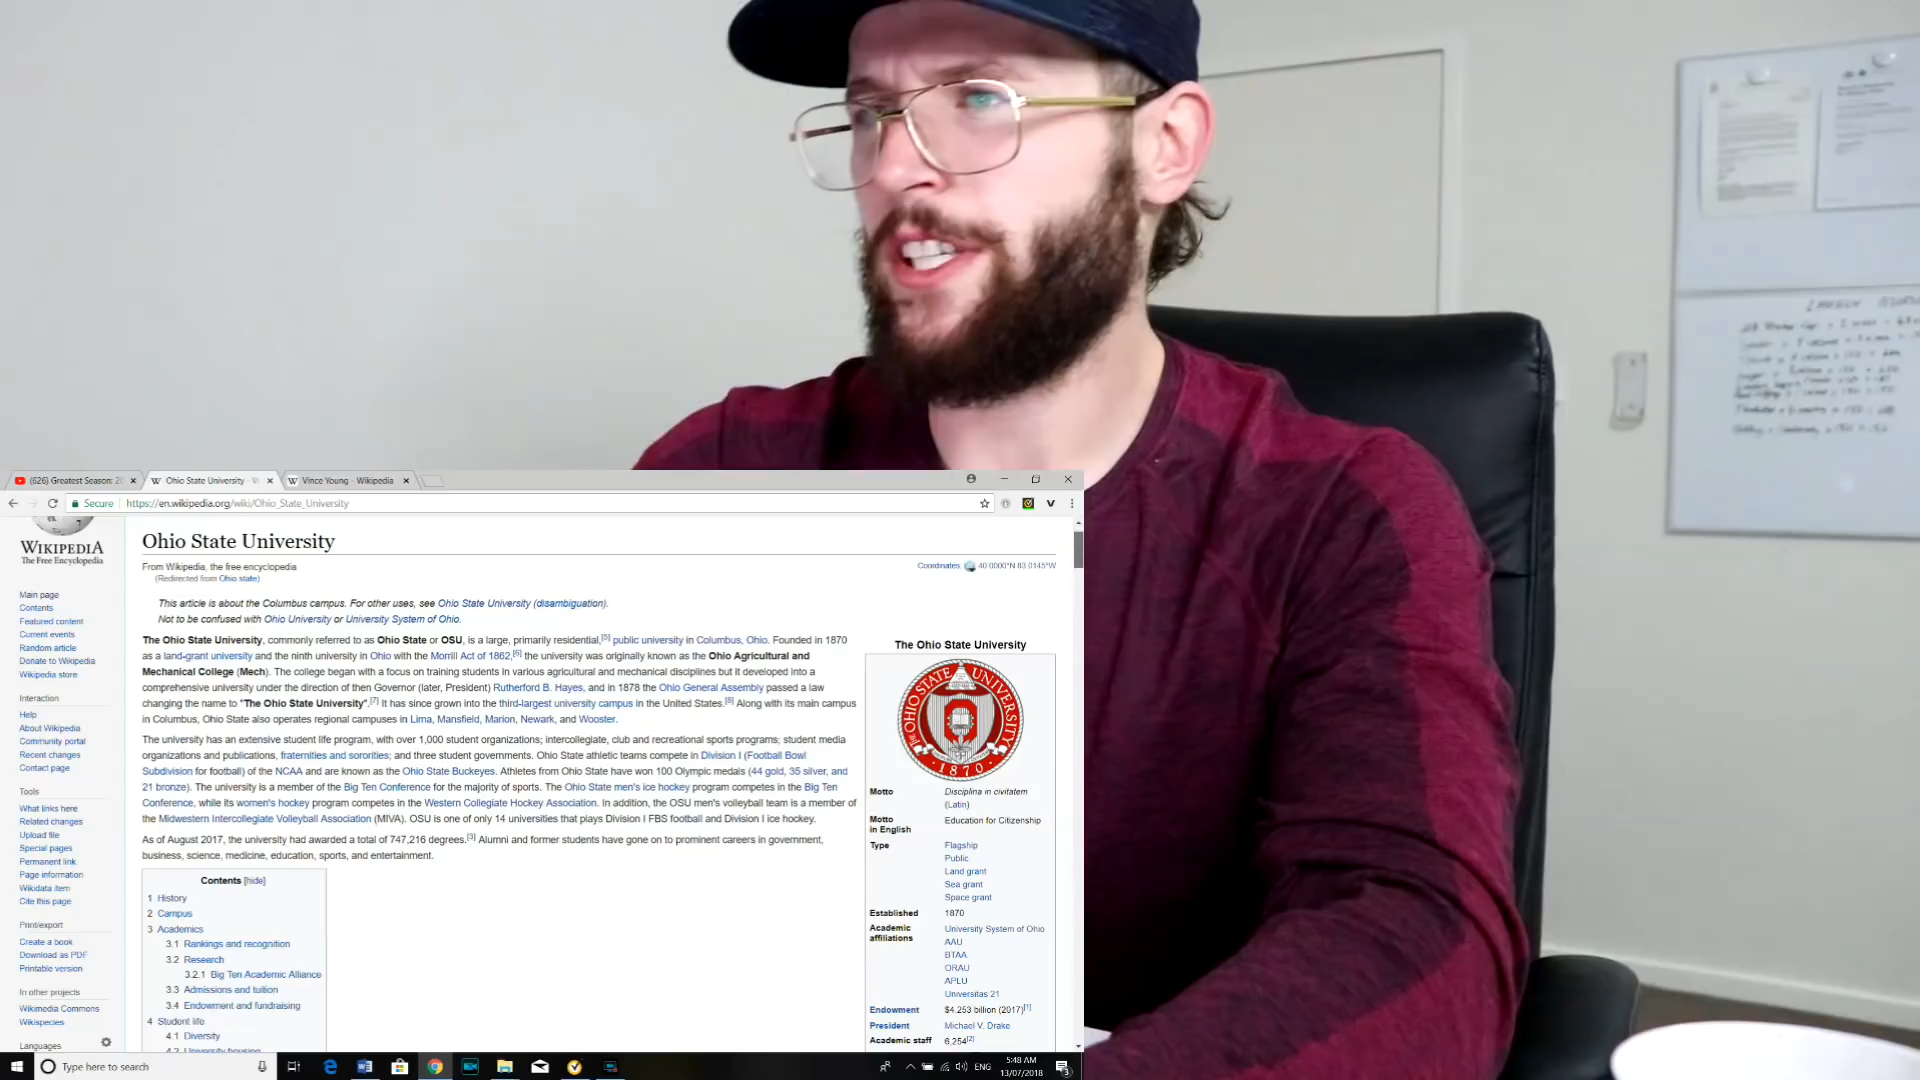 (626) Greatest Season: 20
Ohio State University - W
Vince Young - Wikipedia
Secure
https://en.wikipedia.org/wiki/Ohio_State_University
WIKIPEDIA
The Free Encyclopedia
Main page
Contents
Featured content
Current events
Random article
Donate to Wikipedia
Wikipedia store
Interaction
Help
About Wikipedia
Community portal
Recent changes
Contact page
Tools
What links here
Related changes
Upload file
Special pages
Permanent link
Page information
Wikidata item
Cite this page
Print/export
Create a book
Download as PDF
Printable version
In other projects
Wikimedia Commons
Wikispecies
Languages
Ohio State University
From Wikipedia, the free encyclopedia
(Redirected from Ohio state)
Coordinates: 40.0000°N 83.0145°W
This article is about the Columbus campus. For other uses, see Ohio State University (disambiguation).
Not to be confused with Ohio University or University System of Ohio.
The Ohio State University, commonly referred to as Ohio State or OSU, is a large, primarily residential,[5] public university in Columbus, Ohio. Founded in 1870
as a land-grant university and the ninth university in Ohio with the Morrill Act of 1862,[6] the university was originally known as the Ohio Agricultural and
Mechanical College (Mech). The college began with a focus on training students in various agricultural and mechanical disciplines but it developed into a
comprehensive university under the direction of then Governor (later, President) Rutherford B. Hayes, and in 1878 the Ohio General Assembly passed a law
changing the name to "The Ohio State University".[7] It has since grown into the third-largest university campus in the United States.[8] Along with its main campus
in Columbus, Ohio State also operates regional campuses in Lima, Mansfield, Marion, Newark, and Wooster.
The university has an extensive student life program, with over 1,000 student organizations; intercollegiate, club and recreational sports programs; student media
organizations and publications, fraternities and sororities; and three student governments. Ohio State athletic teams compete in Division I (Football Bowl
Subdivision for football) of the NCAA and are known as the Ohio State Buckeyes. Athletes from Ohio State have won 100 Olympic medals (44 gold, 35 silver, and
21 bronze). The university is a member of the Big Ten Conference for the majority of sports. The Ohio State men's ice hockey program competes in the Big Ten
Conference, while its women's hockey program competes in the Western Collegiate Hockey Association. In addition, the OSU men's volleyball team is a member of
the Midwestern Intercollegiate Volleyball Association (MIVA). OSU is one of only 14 universities that plays Division I FBS football and Division I ice hockey.
As of August 2017, the university had awarded a total of 747,216 degrees.[3] Alumni and former students have gone on to prominent careers in government,
business, science, medicine, education, sports, and entertainment.
Contents [hide]
1 History
2 Campus
3 Academics
3.1 Rankings and recognition
3.2 Research
3.2.1 Big Ten Academic Alliance
3.3 Admissions and tuition
3.4 Endowment and fundraising
4 Student life
4.1 Diversity
4.2 University housing
The Ohio State University
THE OHIO STATE UNIVERSITY
1870
Motto Disciplina in civitatem
(Latin)
Motto
in English Education for Citizenship
Type Flagship
Public
Land grant
Sea grant
Space grant
Established 1870
Academic
affiliations University System of Ohio
AAU
BTAA
ORAU
APLU
Universitas 21
Endowment $4.253 billion (2017)[1]
President Michael V. Drake
Academic staff 6,254[2]
Type here to search
ENG
5:48 AM
13/07/2018
3